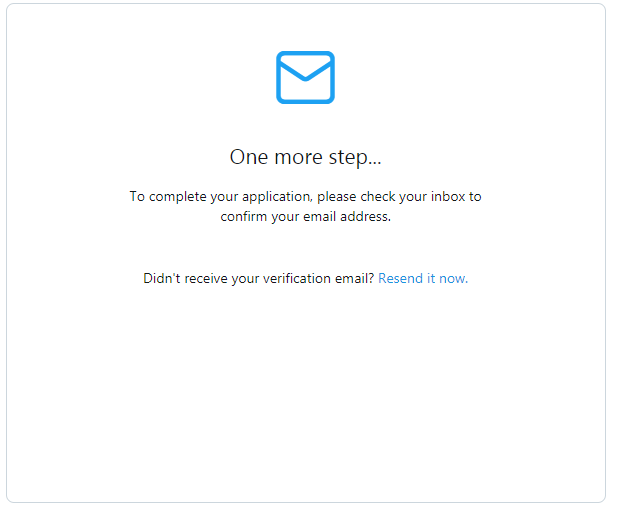 One more step...
To complete your application, please check your inbox to
confirm your email address.
Didn't receive your verification email? Resend it now.